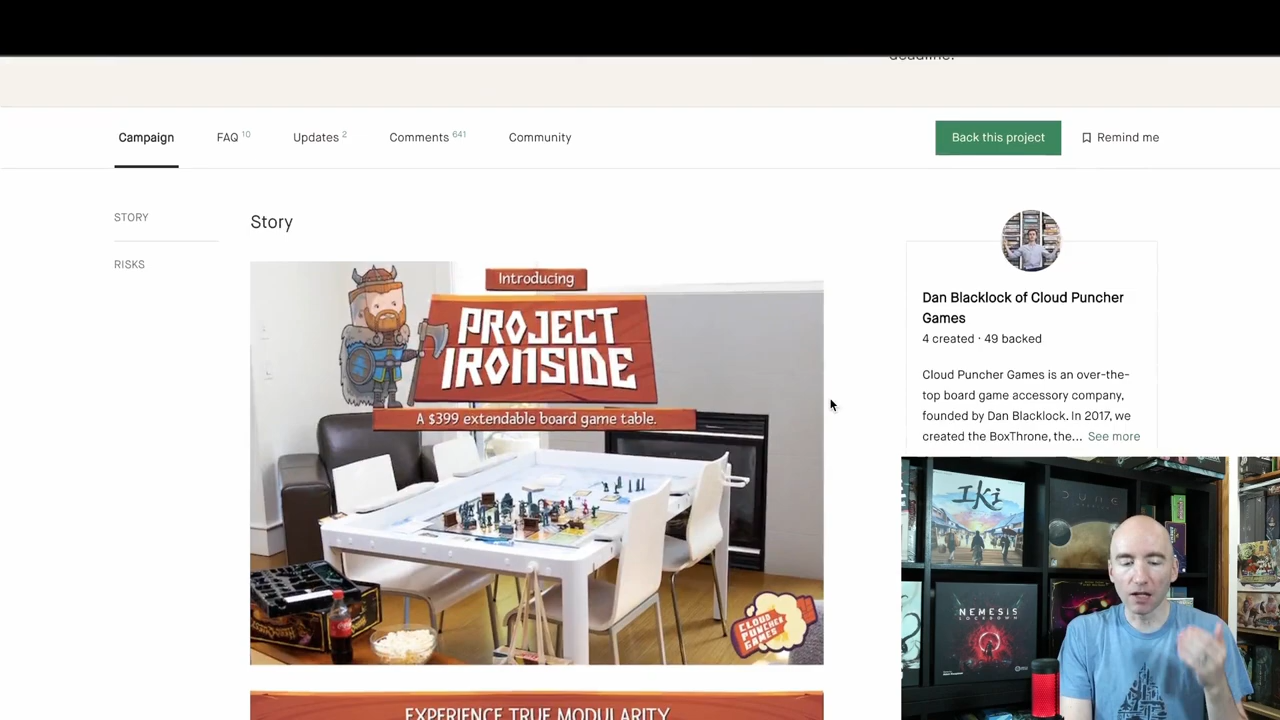 deadline.
Campaign
FAQ 10
Updates 2
Comments 641
Community
Back this project
Remind me
STORY
RISKS
Story
Introducing
PROJECT
IRONSIDE
A $399 extendable board game table.
CLOUD
PUNCHER
GAMES
EXPERIENCE TRUE MODULARITY
Dan Blacklock of Cloud Puncher
Games
4 created · 49 backed
Cloud Puncher Games is an over-the-
top board game accessory company,
founded by Dan Blacklock. In 2017, we
created the BoxThrone, the... See more
IKI
DUNE
NEMESIS
LOCKDOWN